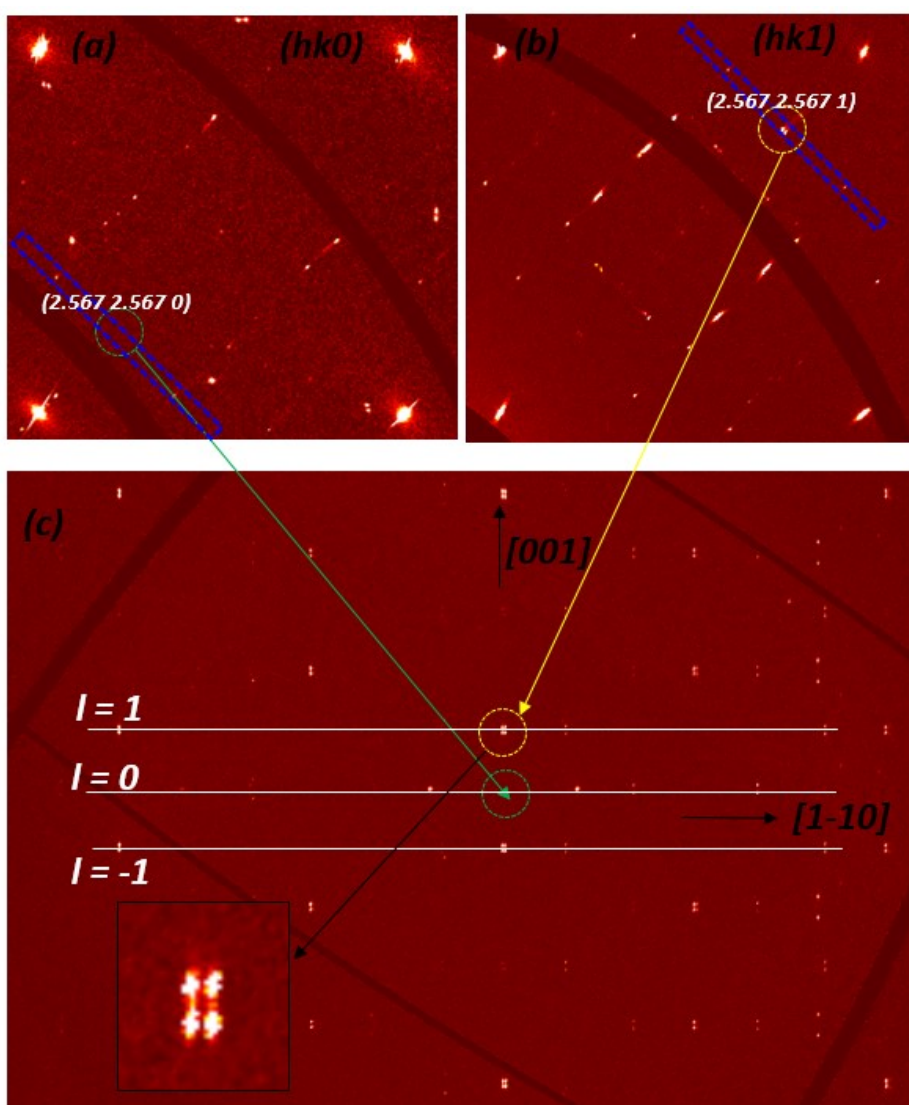 (a)
(hk0)
(2.567 2.567 0)
(b)
(hk1)
(2.567 2.567 1)
(c)
[001]
l = 1
l = 0
[1-10]
l = -1